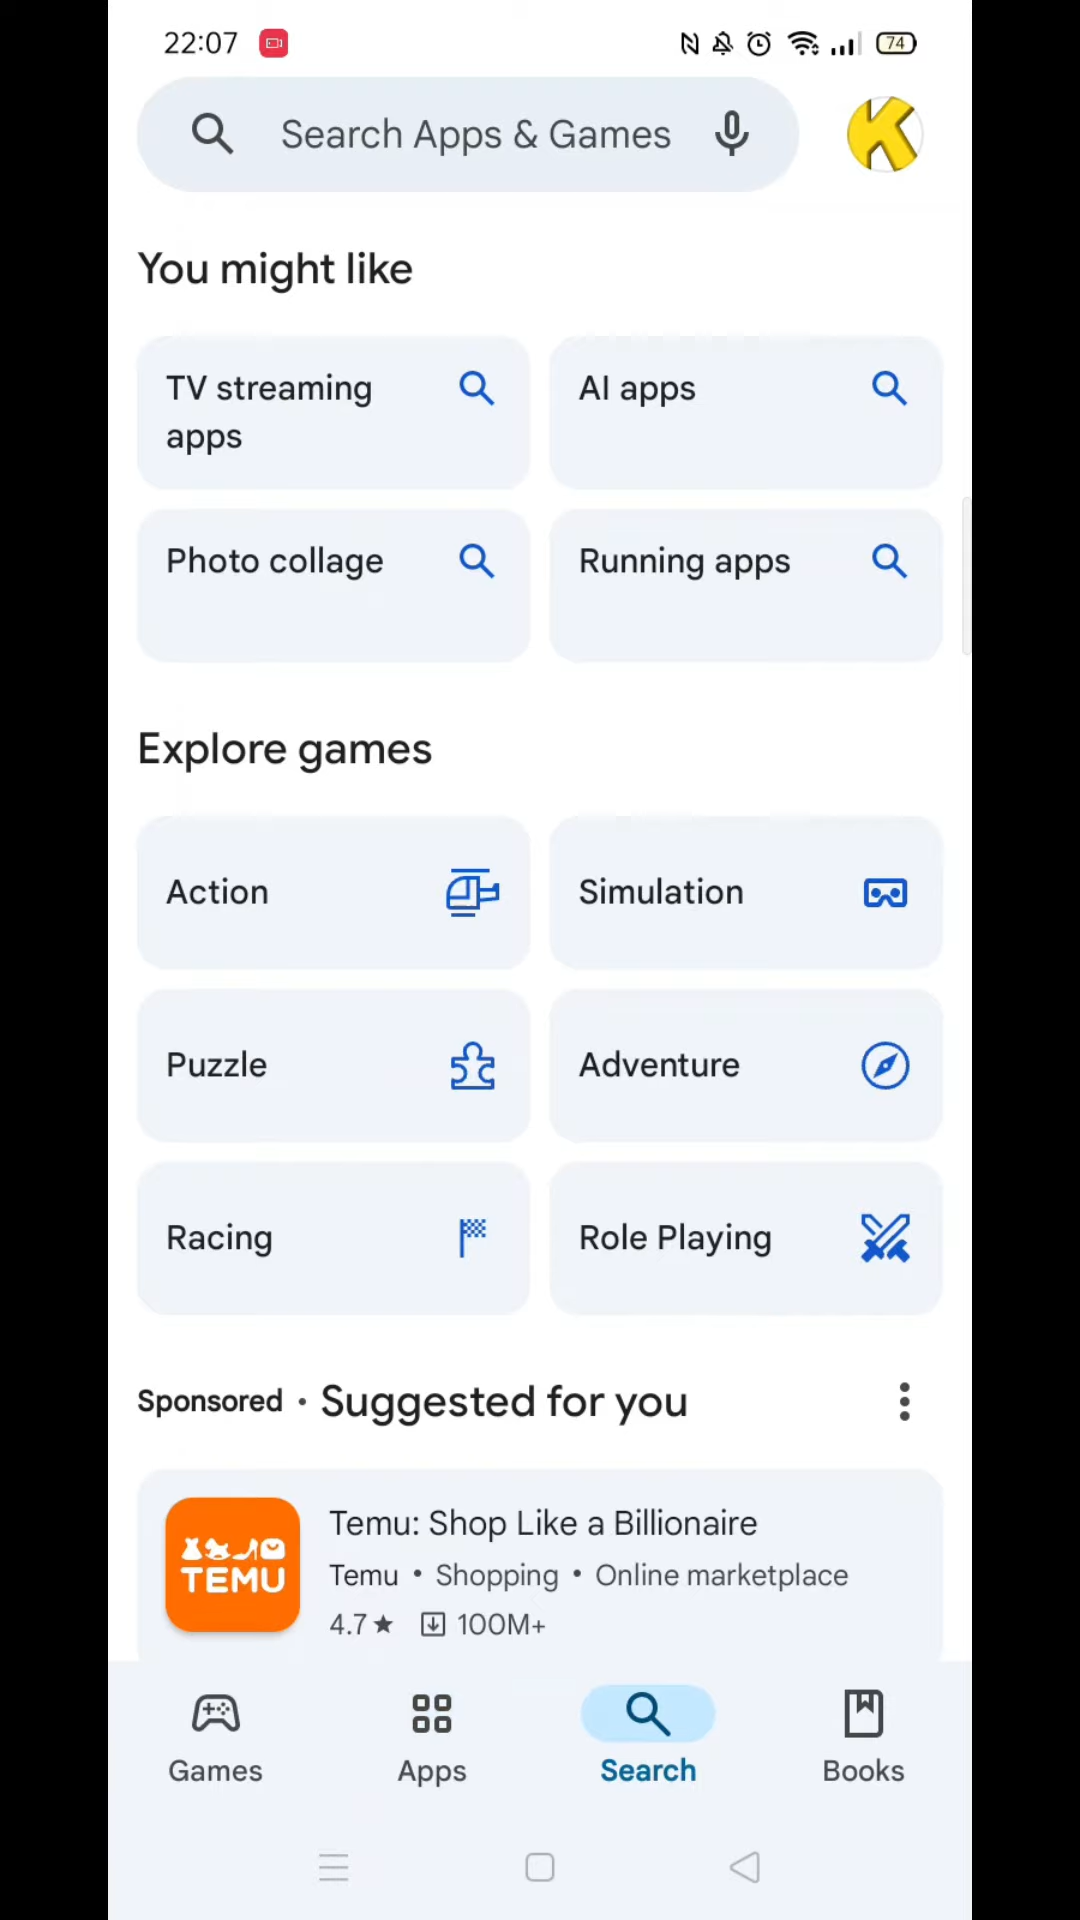 22:07
74
Search Apps & Games
K
You might like
TV streaming
apps
AI apps
Photo collage
Running apps
Explore games
Action
Simulation
Puzzle
Adventure
Racing
Role Playing
Sponsored • Suggested for you
TEMU
Temu: Shop Like a Billionaire
Temu • Shopping • Online marketplace
4.7★ 100M+
Games
Apps
Search
Books